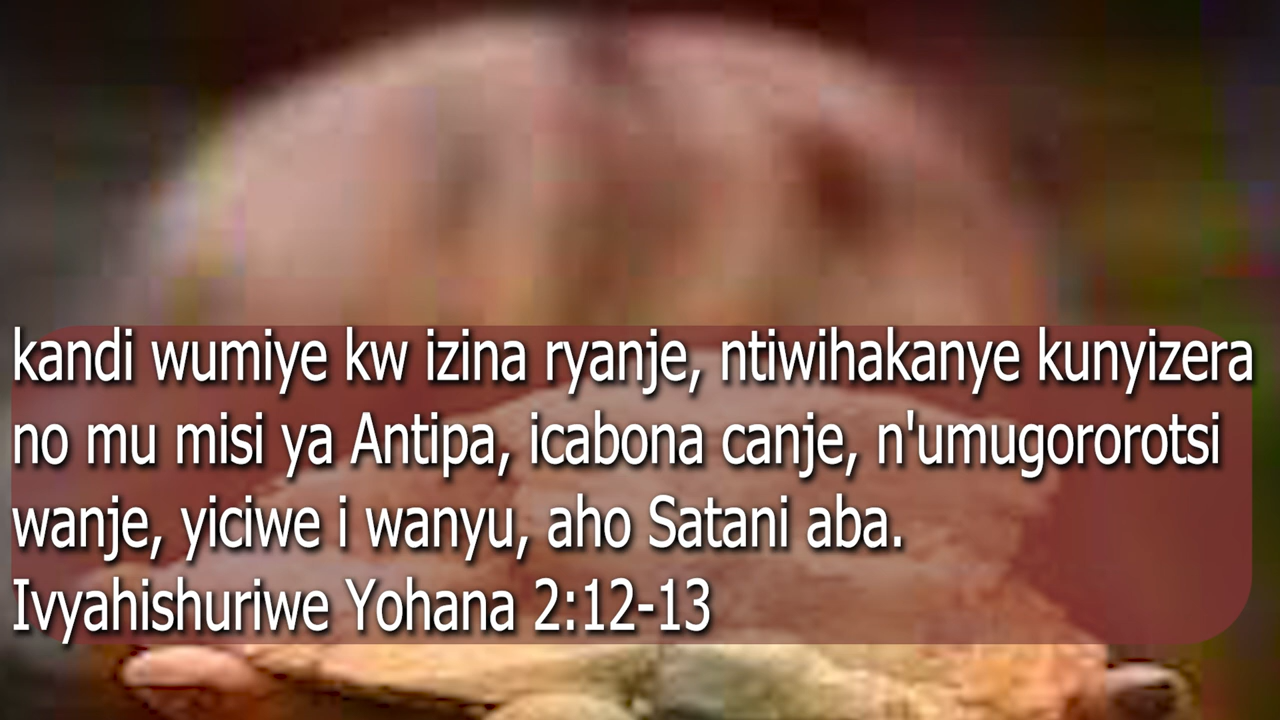 kandi wumiye kw izina ryanje, ntiwihakanye kunyizera
no mu misi ya Antipa, icabona canje, n'umugororotsi
wanje, yiciwe i wanyu, aho Satani aba.
Ivyahishuriwe Yohana 2:12-13